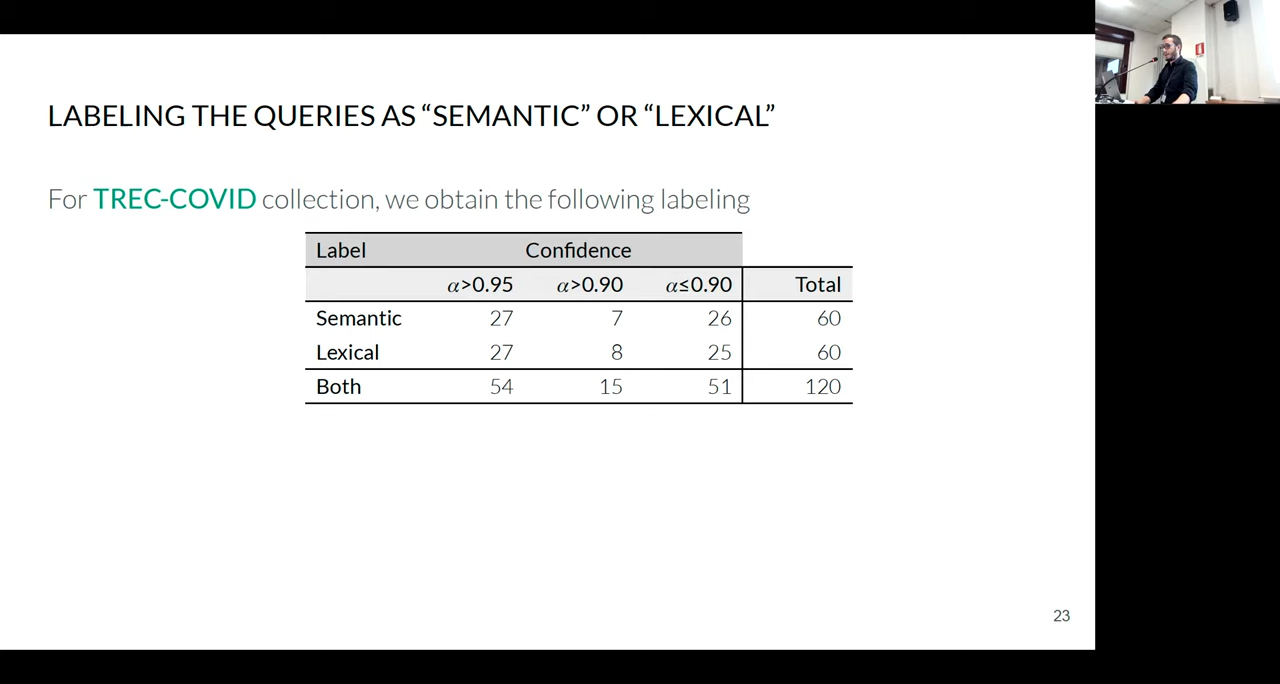 LABELING THE QUERIES AS “SEMANTIC” OR “LEXICAL”
For TREC-COVID collection, we obtain the following labeling
Label Confidence
α>0.95 α>0.90 α≤0.90 Total
Semantic 27 7 26 60
Lexical 27 8 25 60
Both 54 15 51 120
23